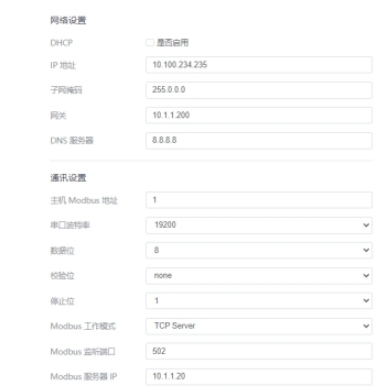 网络设置
DHCP 是否启用
IP 地址 10.100.234.235
子网掩码 255.0.0.0
网关 10.1.1.200
DNS 服务器 8.8.8.8
通讯设置
主机 Modbus 地址 1
串口波特率 19200
数据位 8
校验位 none
停止位 1
Modbus 工作模式 TCP Server
Modbus 监听端口 502
Modbus 服务器 IP 10.1.1.20